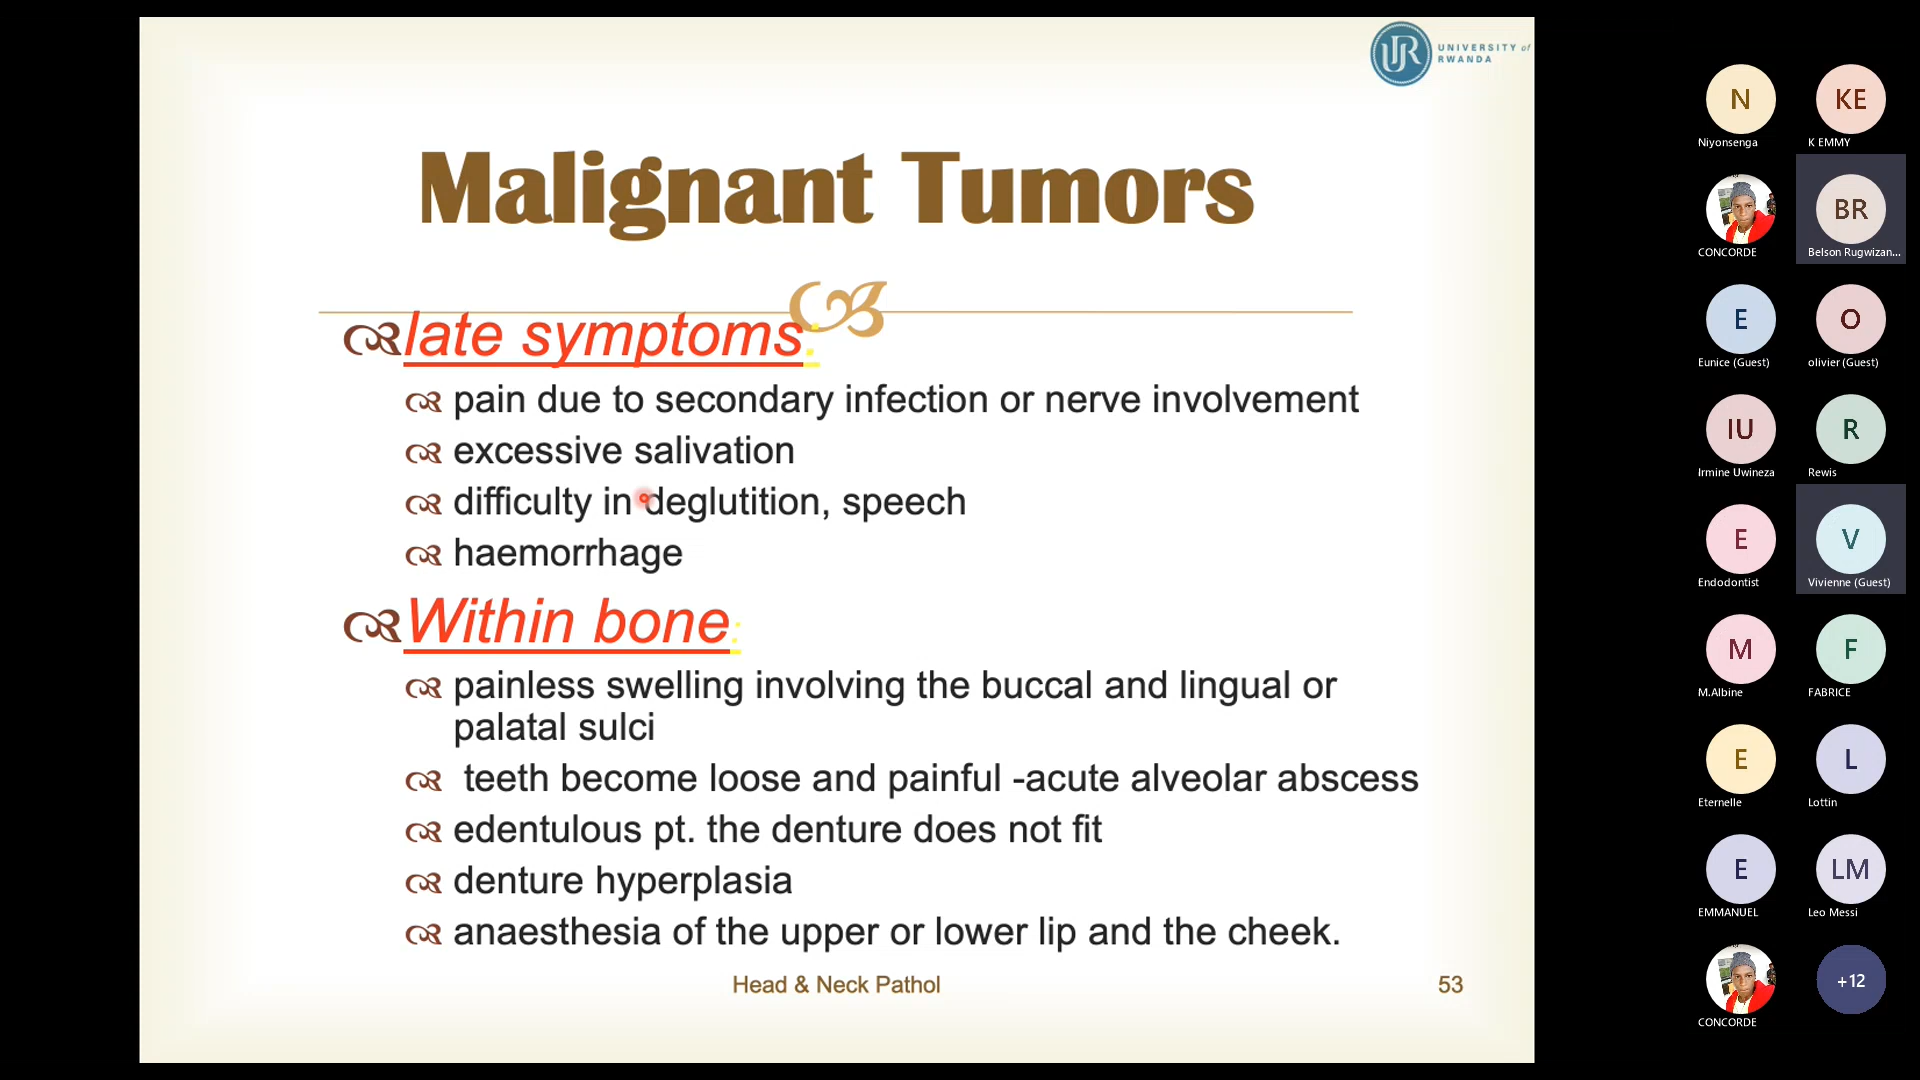 UNIVERSITY of
RWANDA
Malignant Tumors
late symptoms:
pain due to secondary infection or nerve involvement
excessive salivation
difficulty in deglutition, speech
haemorrhage
Within bone:
painless swelling involving the buccal and lingual or
palatal sulci
teeth become loose and painful -acute alveolar abscess
edentulous pt. the denture does not fit
denture hyperplasia
anaesthesia of the upper or lower lip and the cheek.
Head & Neck Pathol
53
N
Niyonsenga
KE
K EMMY
CONCORDE
BR
Belson Rugwizan...
E
Eunice (Guest)
O
olivier (Guest)
IU
Irmine Uwineza
R
Rewis
E
Endodontist
V
Vivienne (Guest)
M
M.Albine
F
FABRICE
E
Eternelle
L
Lottin
E
EMMANUEL
LM
Leo Messi
CONCORDE
+12